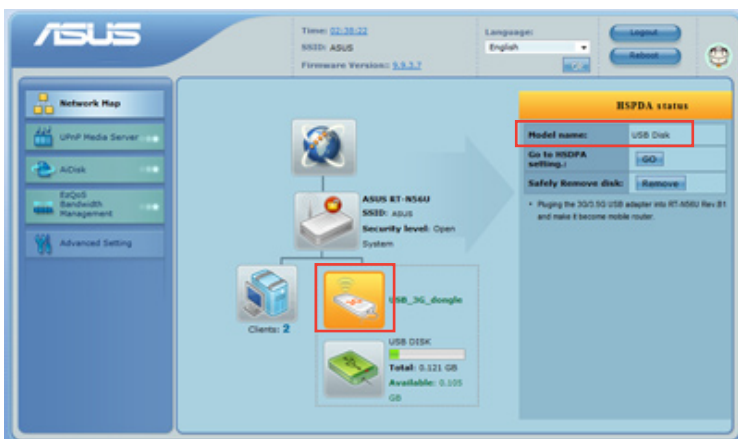 ASUS
Time: 02:38:22
SSID: ASUS
Firmware Version: 9.9.3.7
Language:
English
Go
Logout
Reboot
Network Map
UPnP Media Server
AiDisk
EzQoS
Bandwidth
Management
Advanced Setting
ASUS RT-N56U
SSID: ASUS
Security level: Open
System
Clients: 2
USB_3G_dongle
USB DISK
Total: 0.121 GB
Available: 0.105
GB
HSPDA status
Model name: USB Disk
Go to HSDPA
setting.: GO
Safely Remove disk: Remove
• Pluging the 3G/3.5G USB adapter into RT-N56U Rev.B1
and make it become mobile router.